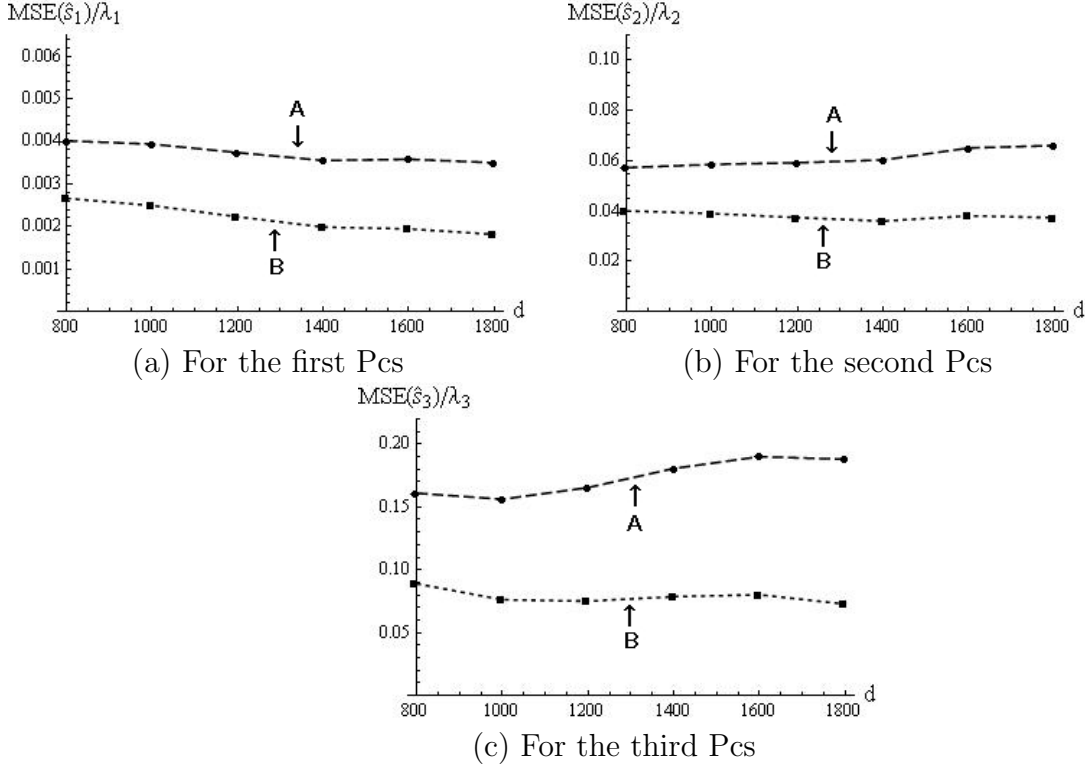 MSE(ŝ₁)/λ₁
0.006
0.005
0.004
0.003
0.002
0.001
A
B
800 1000 1200 1400 1600 1800 d
(a) For the first Pcs
MSE(ŝ₂)/λ₂
0.10
0.08
0.06
0.04
0.02
A
B
800 1000 1200 1400 1600 1800 d
(b) For the second Pcs
MSE(ŝ₃)/λ₃
0.20
0.15
0.10
0.05
A
B
800 1000 1200 1400 1600 1800 d
(c) For the third Pcs